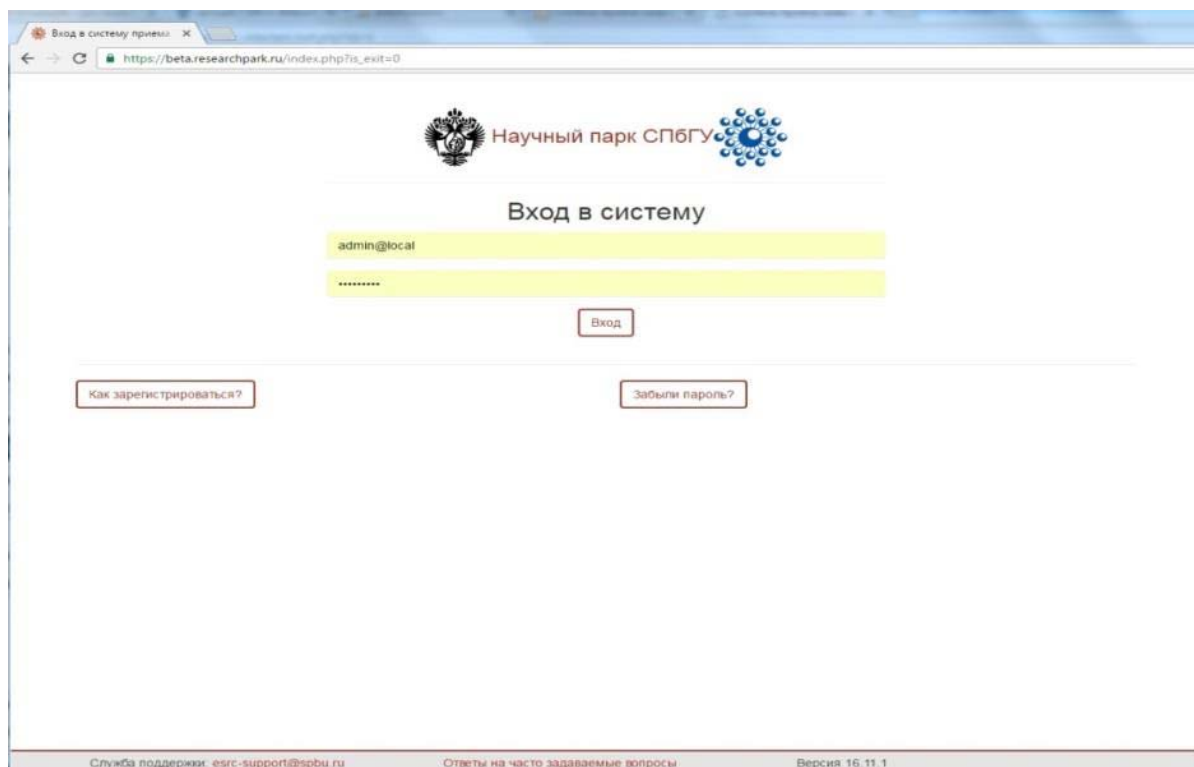 Вход в систему приема
https://beta.researchpark.ru/index.php?is_exit=0
Научный парк СПбГУ
Вход в систему
admin@local
•••••••••
Вход
Как зарегистрироваться? Забыли пароль?
Служба поддержки: esrc-support@spbu.ru Ответы на часто задаваемые вопросы Версия 16.11.1